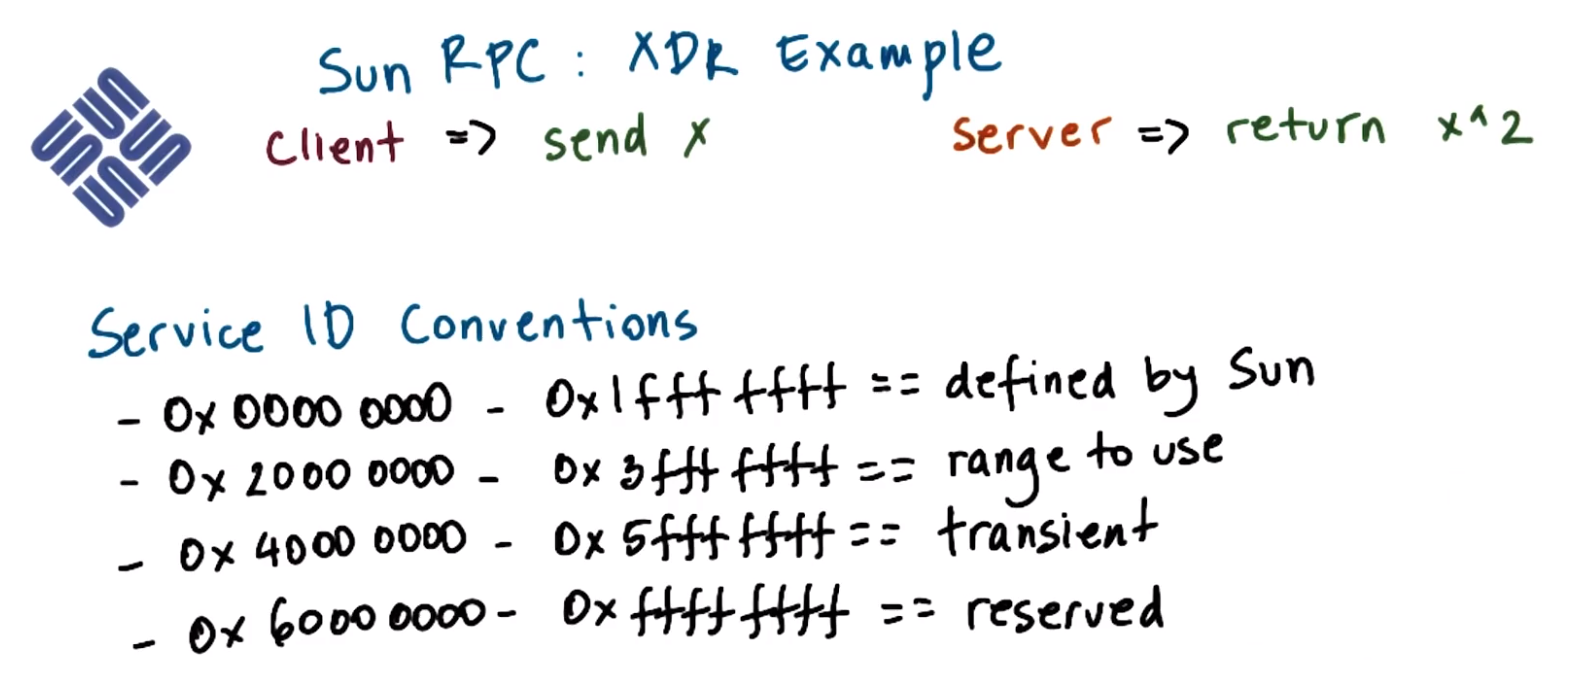 Sun RPC : XDR Example
client => send x server => return x^2
Service ID Conventions
- 0x 0000 0000 - 0x1fff ffff == defined by Sun
- 0x 2000 0000 - 0x 3fff ffff == range to use
- 0x 4000 0000 - 0x 5fff ffff == transient
- 0x 6000 0000 - 0x ffff ffff == reserved